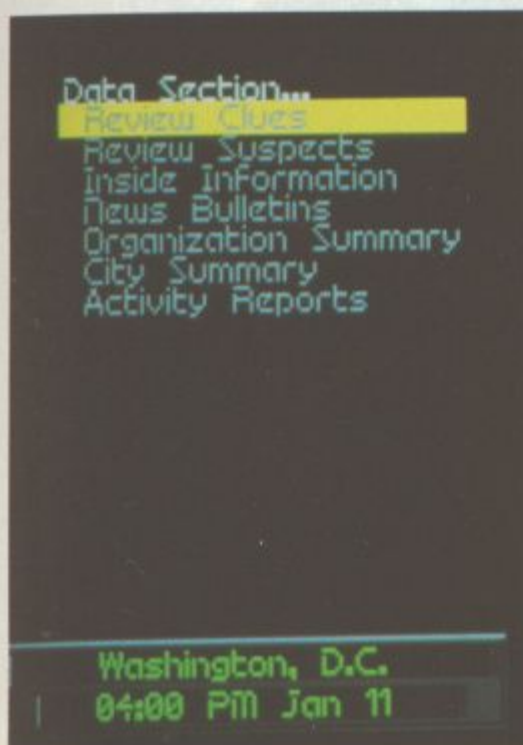 Data Section...
Review Clues
Review Suspects
Inside Information
News Bulletins
Organization Summary
City Summary
Activity Reports
Washington, D.C.
04:00 PM Jan 11